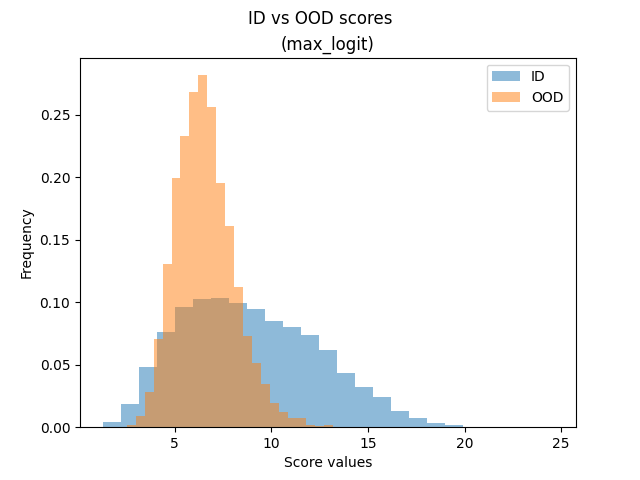 ID vs OOD scores
(max_logit)
ID
OOD
Frequency
0.25
0.20
0.15
0.10
0.05
0.00
5
10
15
20
25
Score values